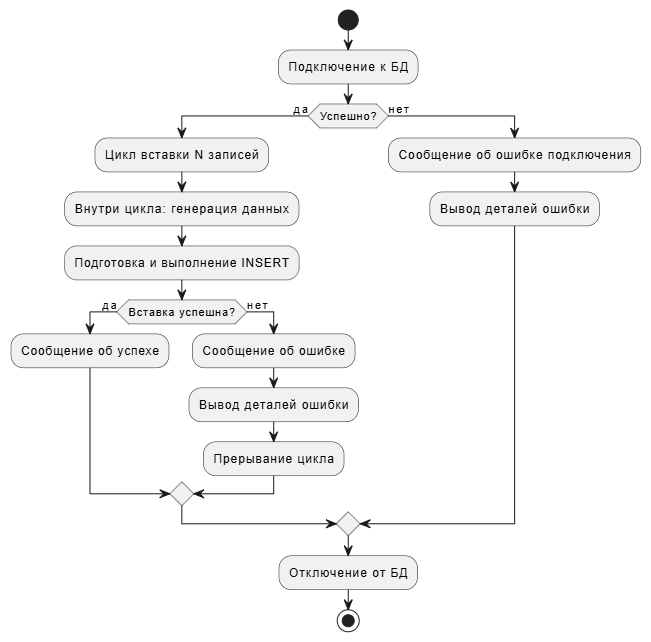 Подключение к БД
да
Успешно?
нет
Цикл вставки N записей
Сообщение об ошибке подключения
Внутри цикла: генерация данных
Вывод деталей ошибки
Подготовка и выполнение INSERT
да
Вставка успешна?
нет
Сообщение об успехе
Сообщение об ошибке
Вывод деталей ошибки
Прерывание цикла
Отключение от БД